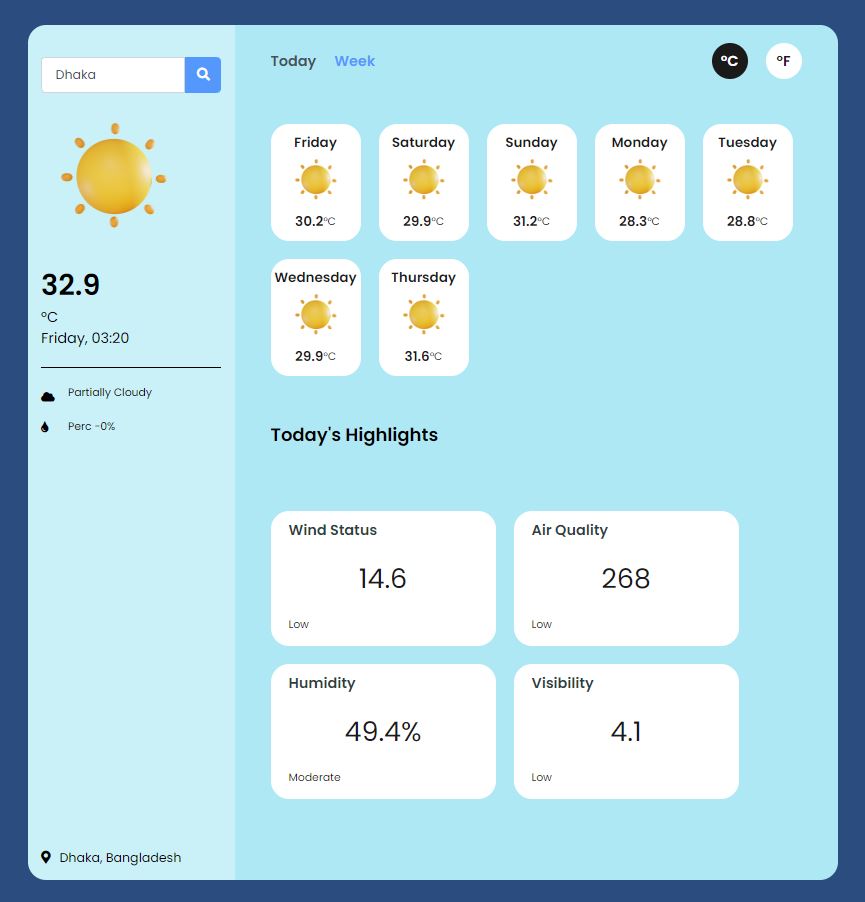 Dhaka
32.9
°C
Friday, 03:20
Partially Cloudy
Perc -0%
Dhaka, Bangladesh
Today Week °C °F
Friday Saturday Sunday Monday Tuesday
30.2°C 29.9°C 31.2°C 28.3°C 28.8°C
Wednesday Thursday
29.9°C 31.6°C
Today's Highlights
Wind Status Air Quality
14.6 268
Low Low
Humidity Visibility
49.4% 4.1
Moderate Low